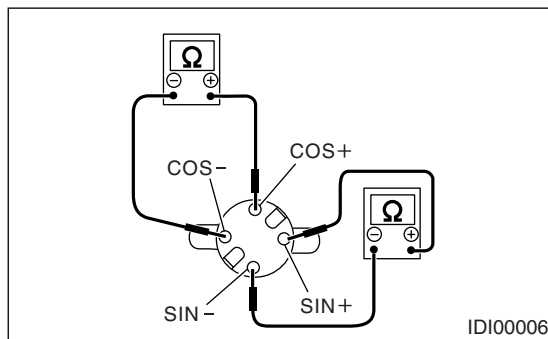 Ω
− +
COS−
COS+
Ω
− +
SIN−
SIN+
IDI00006